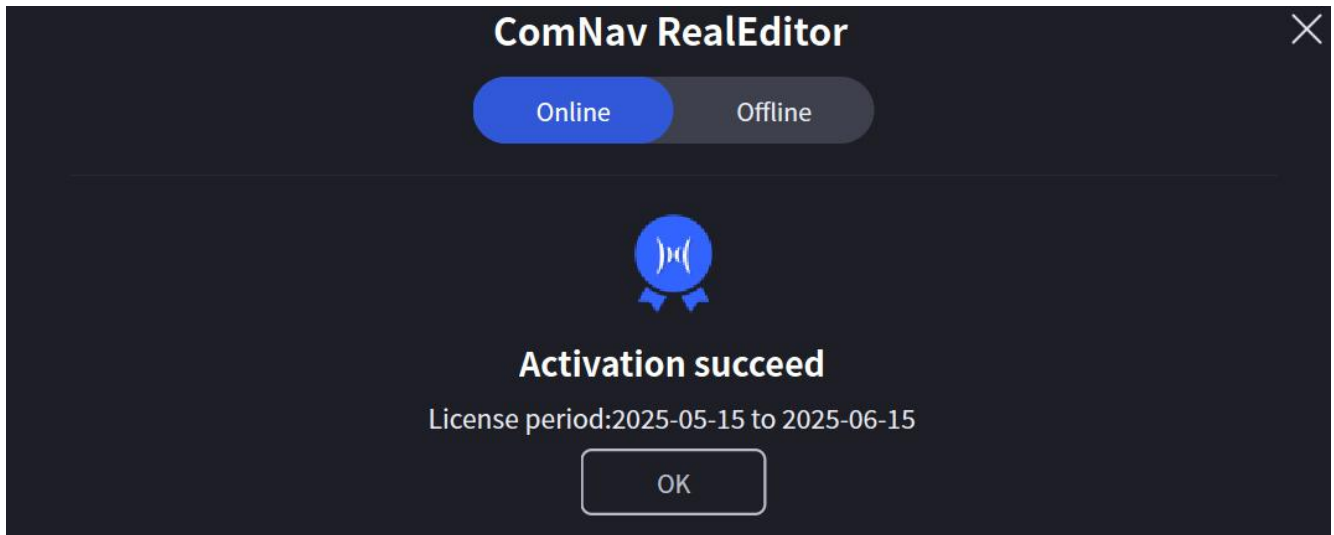 ComNav RealEditor
Online Offline
Activation succeed
License period:2025-05-15 to 2025-06-15
OK